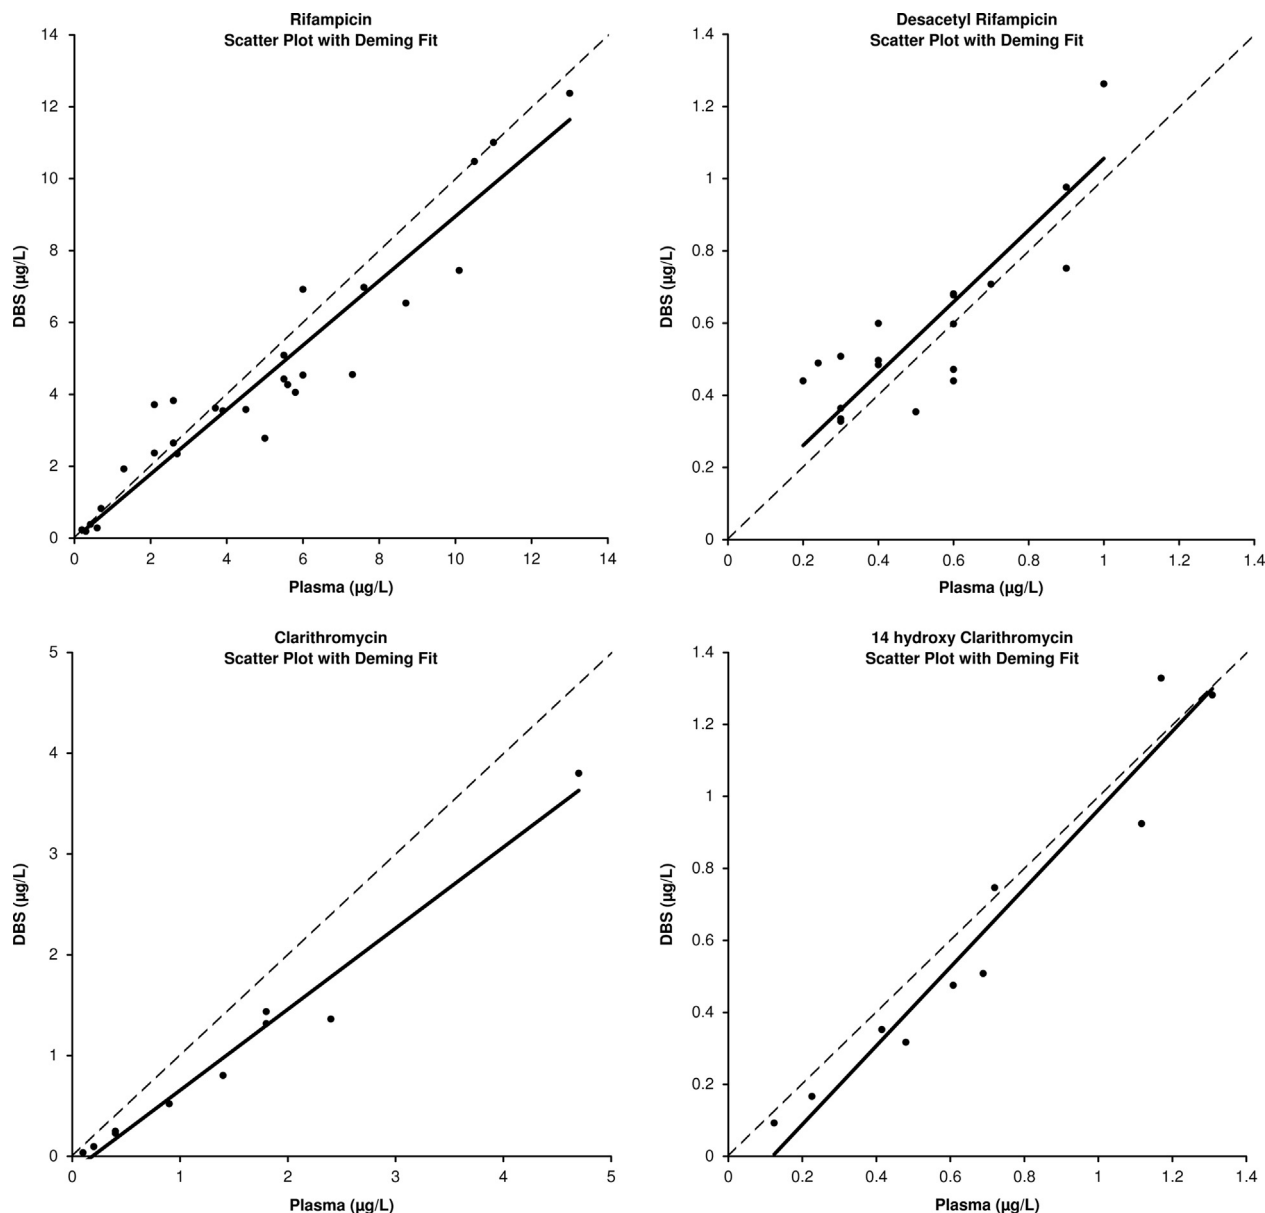 Rifampicin
Scatter Plot with Deming Fit
14
12
10
8
6
4
2
0
DBS (µg/L)
0 2 4 6 8 10 12 14
Plasma (µg/L)
Desacetyl Rifampicin
Scatter Plot with Deming Fit
1.4
1.2
1
0.8
0.6
0.4
0.2
0
DBS (µg/L)
0 0.2 0.4 0.6 0.8 1 1.2 1.4
Plasma (µg/L)
Clarithromycin
Scatter Plot with Deming Fit
5
4
3
2
1
0
DBS (µg/L)
0 1 2 3 4 5
Plasma (µg/L)
14 hydroxy Clarithromycin
Scatter Plot with Deming Fit
1.4
1.2
1
0.8
0.6
0.4
0.2
0
DBS (µg/L)
0 0.2 0.4 0.6 0.8 1 1.2 1.4
Plasma (µg/L)